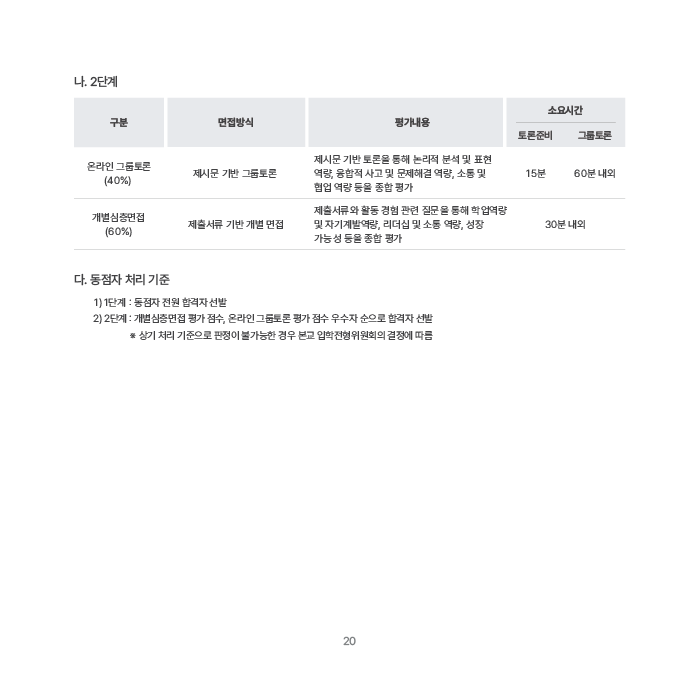 나. 2단계
구분 면접방식 평가내용 소요시간
토론준비 그룹토론
온라인 그룹토론
(40%)
제시문 기반 그룹토론
제시문 기반 토론을 통해 논리적 분석 및 표현
역량, 융합적 사고 및 문제해결 역량, 소통 및
협업 역량 등을 종합 평가
15분 60분 내외
개별심층면접
(60%)
제출서류 기반 개별 면접
제출서류와 활동 경험 관련 질문을 통해 학업역량
및 자기계발역량, 리더십 및 소통 역량, 성장
가능성 등을 종합 평가
30분 내외
다. 동점자 처리 기준
1) 1단계 : 동점자 전원 합격자 선발
2) 2단계 : 개별심층면접 평가 점수, 온라인 그룹토론 평가 점수 우수자 순으로 합격자 선발
※ 상기 처리 기준으로 판정이 불가능한 경우 본교 입학전형위원회의 결정에 따름
20